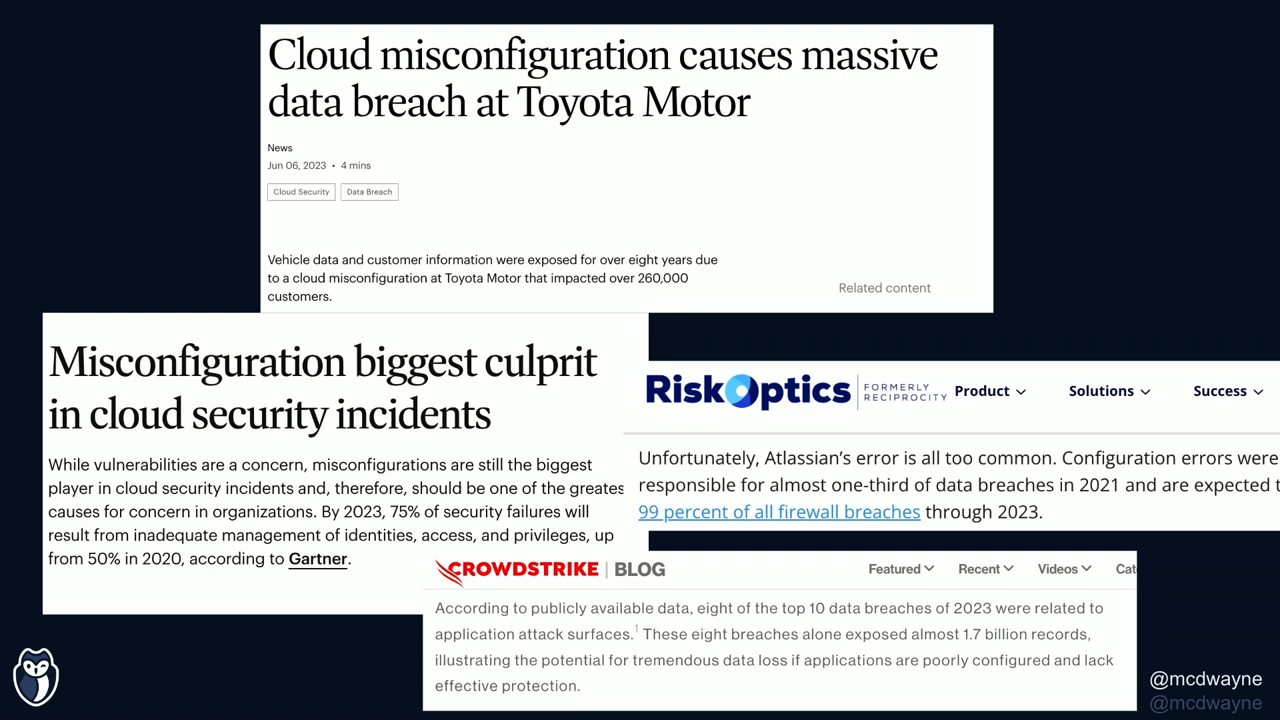 Cloud misconfiguration causes massive
data breach at Toyota Motor
News
Jun 06, 2023 • 4 mins
Cloud Security
Data Breach
Vehicle data and customer information were exposed for over eight years due
to a cloud misconfiguration at Toyota Motor that impacted over 260,000
customers.
Related content
Misconfiguration biggest culprit
in cloud security incidents
While vulnerabilities are a concern, misconfigurations are still the biggest
player in cloud security incidents and, therefore, should be one of the greates
causes for concern in organizations. By 2023, 75% of security failures will
result from inadequate management of identities, access, and privileges, up
from 50% in 2020, according to Gartner.
RiskOptics
FORMERLY
RECIPROCITY
Product
Solutions
Success
Unfortunately, Atlassian’s error is all too common. Configuration errors were
responsible for almost one-third of data breaches in 2021 and are expected t
99 percent of all firewall breaches through 2023.
CROWDSTRIKE | BLOG
Featured
Recent
Videos
Cat
According to publicly available data, eight of the top 10 data breaches of 2023 were related to
application attack surfaces.1 These eight breaches alone exposed almost 1.7 billion records,
illustrating the potential for tremendous data loss if applications are poorly configured and lack
effective protection.
@mcdwayne
@mcdwayne